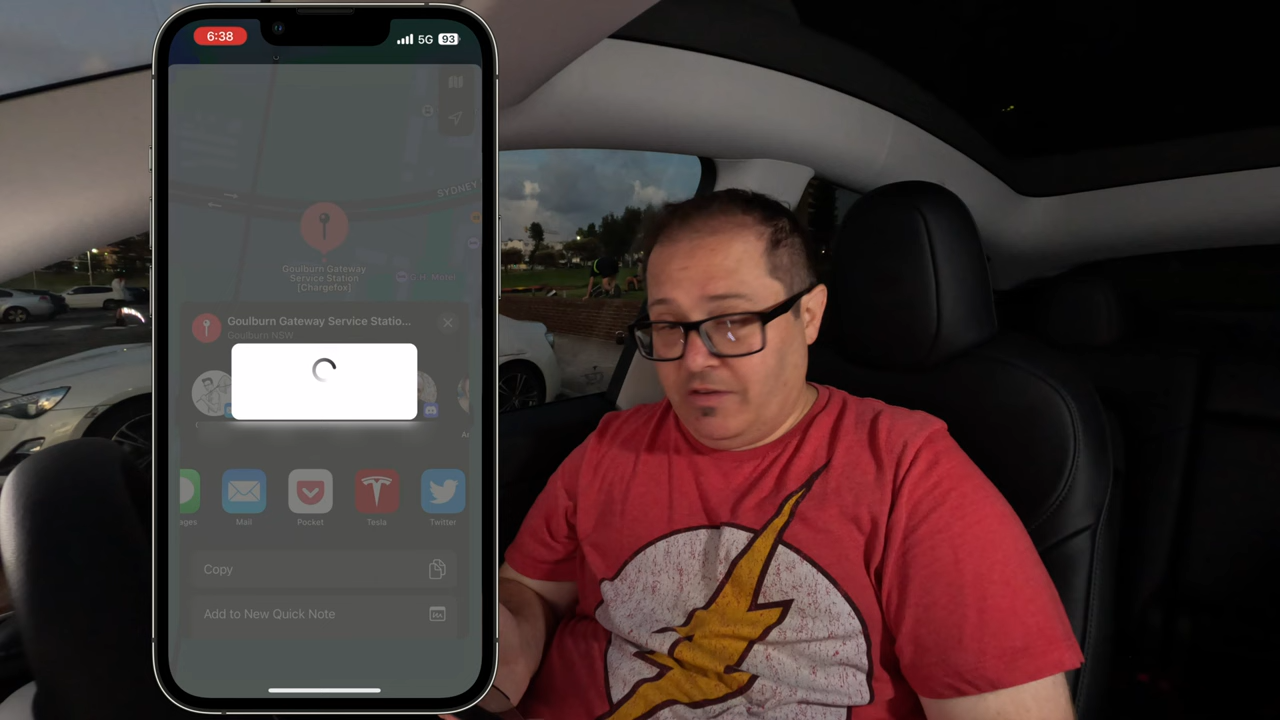 6:38
5G 93
SYDNEY
Goulburn Gateway
Service Station
[Chargefox]
Goulburn Gateway Service Statio...
Goulburn NSW
ages
Mail
Pocket
Tesla
Twitter
Copy
Add to New Quick Note